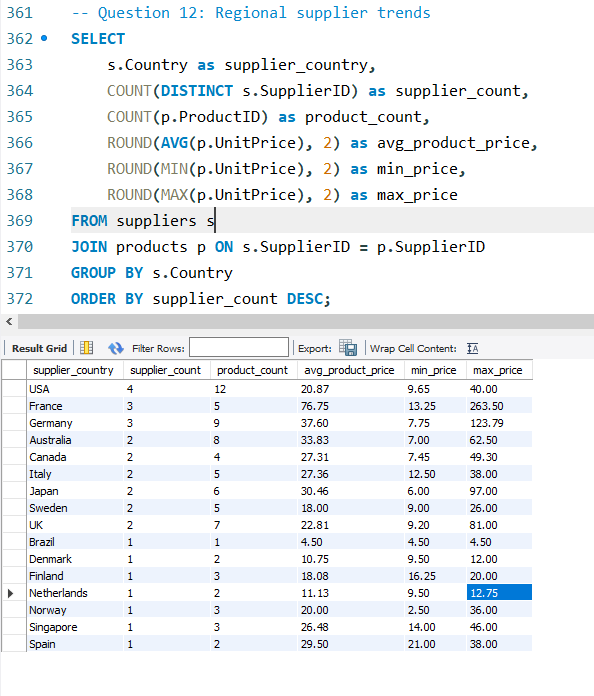 361 -- Question 12: Regional supplier trends
362 SELECT
363 s.Country as supplier_country,
364 COUNT(DISTINCT s.SupplierID) as supplier_count,
365 COUNT(p.ProductID) as product_count,
366 ROUND(AVG(p.UnitPrice), 2) as avg_product_price,
367 ROUND(MIN(p.UnitPrice), 2) as min_price,
368 ROUND(MAX(p.UnitPrice), 2) as max_price
369 FROM suppliers s
370 JOIN products p ON s.SupplierID = p.SupplierID
371 GROUP BY s.Country
372 ORDER BY supplier_count DESC;
Result Grid Filter Rows: Export: Wrap Cell Content: IA
supplier_country supplier_count product_count avg_product_price min_price max_price
USA 4 12 20.87 9.65 40.00
France 3 5 76.75 13.25 263.50
Germany 3 9 37.60 7.75 123.79
Australia 2 8 33.83 7.00 62.50
Canada 2 4 27.31 7.45 49.30
Italy 2 5 27.36 12.50 38.00
Japan 2 6 30.46 6.00 97.00
Sweden 2 5 18.00 9.00 26.00
UK 2 7 22.81 9.20 81.00
Brazil 1 1 4.50 4.50 4.50
Denmark 1 2 10.75 9.50 12.00
Finland 1 3 18.08 16.25 20.00
Netherlands 1 2 11.13 9.50 12.75
Norway 1 3 20.00 2.50 36.00
Singapore 1 3 26.48 14.00 46.00
Spain 1 2 29.50 21.00 38.00